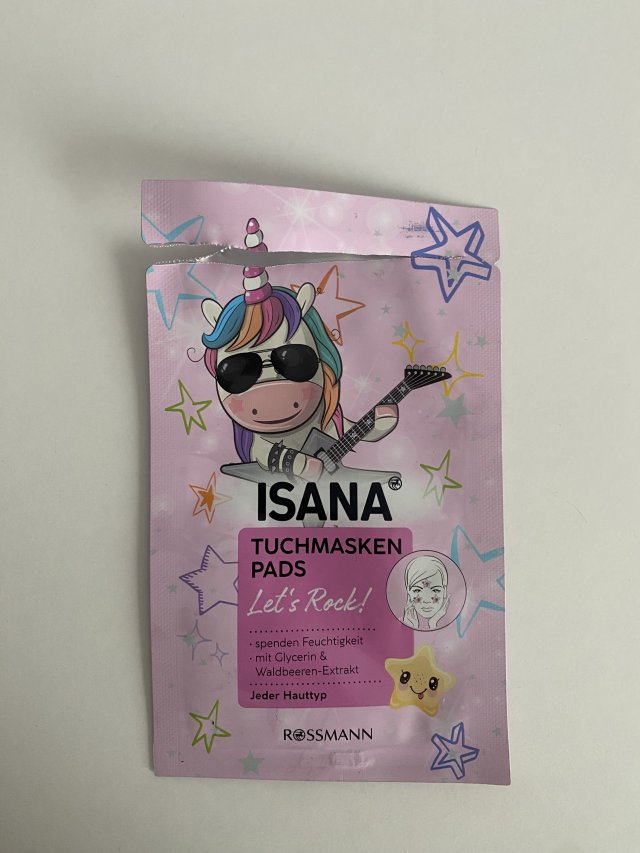 ISANA
TUCHMASKEN
PADS
Let's Rock!
· spenden Feuchtigkeit
· mit Glycerin &
Waldbeeren-Extrakt
Jeder Hauttyp
ROSSMANN